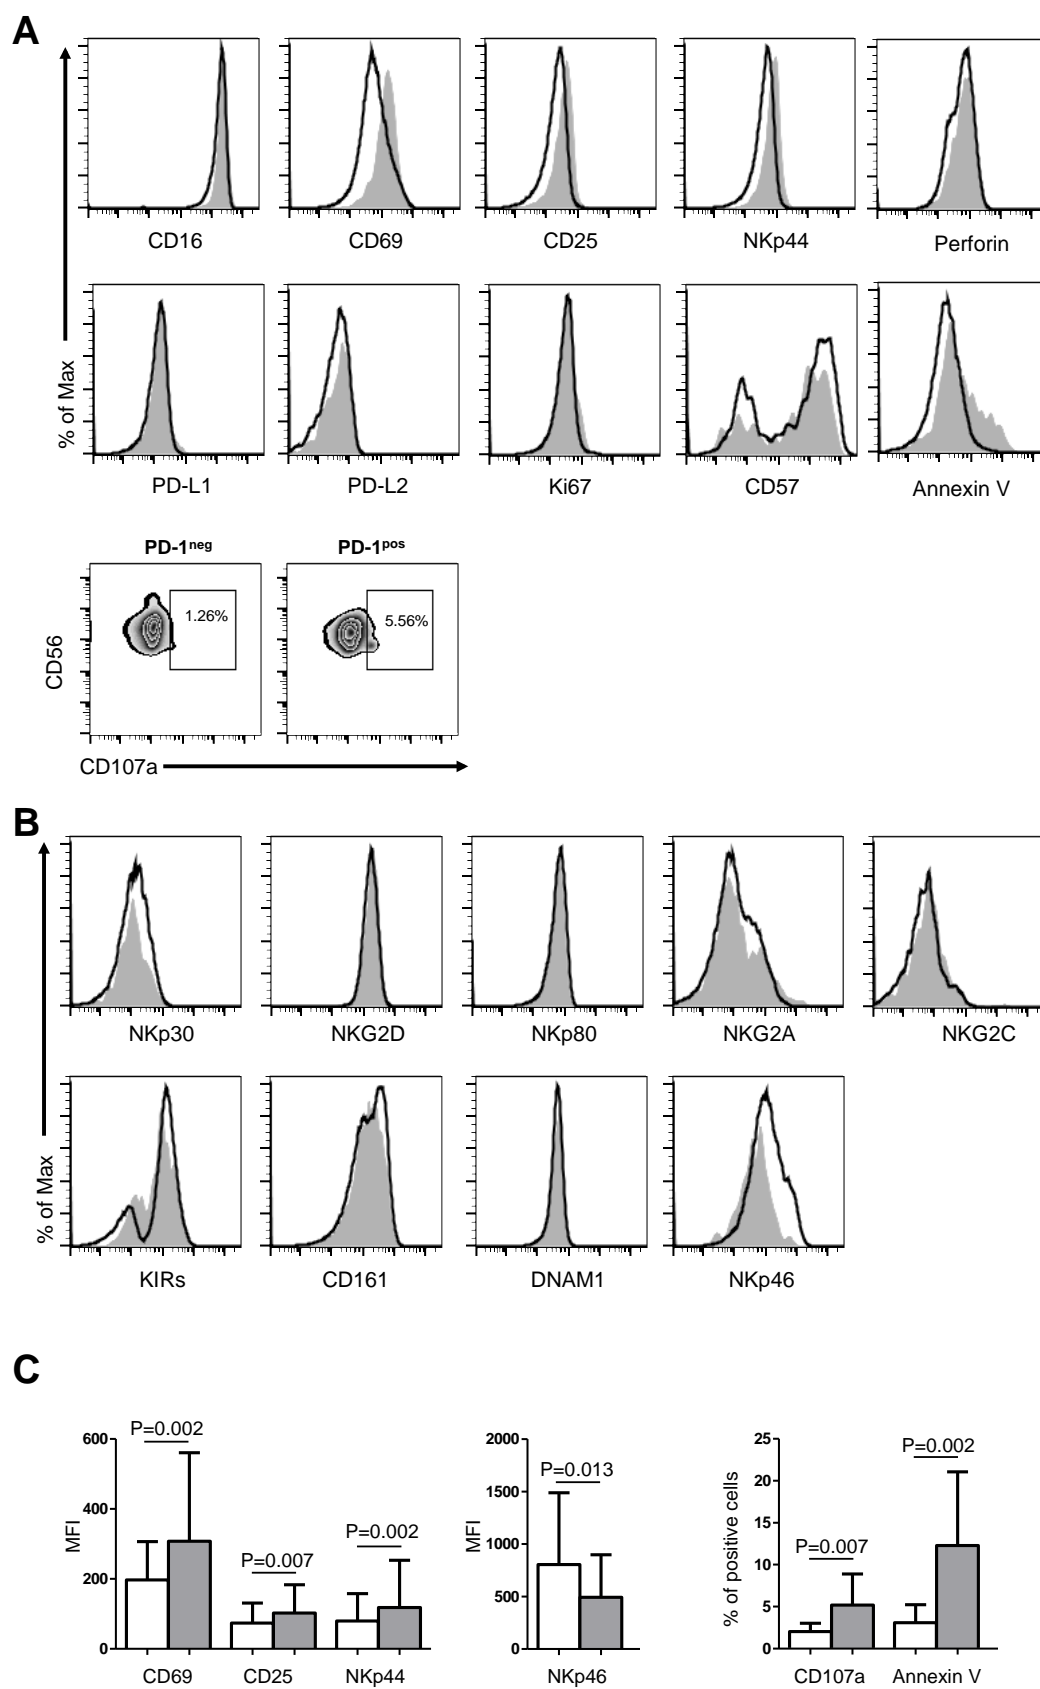 A
CD16 CD69 CD25 NKp44 Perforin
% of Max
PD-L1 PD-L2 Ki67 CD57 Annexin V
PD-1neg PD-1pos
1.26% 5.56%
CD56
CD107a
B
NKp30 NKG2D NKp80 NKG2A NKG2C
% of Max
KIRs CD161 DNAM1 NKp46
C
MFI
600
400
200
0
P=0.002
P=0.007
P=0.002
CD69 CD25 NKp44
MFI
2000
1500
1000
500
0
P=0.013
NKp46
% of positive cells
25
20
15
10
5
0
P=0.007
P=0.002
CD107a Annexin V